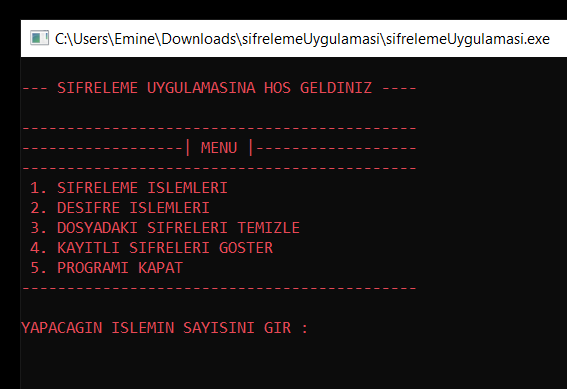 C:\Users\Emine\Downloads\sifrelemeUygulamasi\sifrelemeUygulamasi.exe
--- SIFRELEME UYGULAMASINA HOS GELDINIZ ----
--------------------------------------------
------------------| MENU |------------------
--------------------------------------------
1. SIFRELEME ISLEMLERI
2. DESIFRE ISLEMLERI
3. DOSYADAKI SIFRELERI TEMIZLE
4. KAYITLI SIFRELERI GOSTER
5. PROGRAMI KAPAT
--------------------------------------------
YAPACAGIN ISLEMIN SAYISINI GIR :